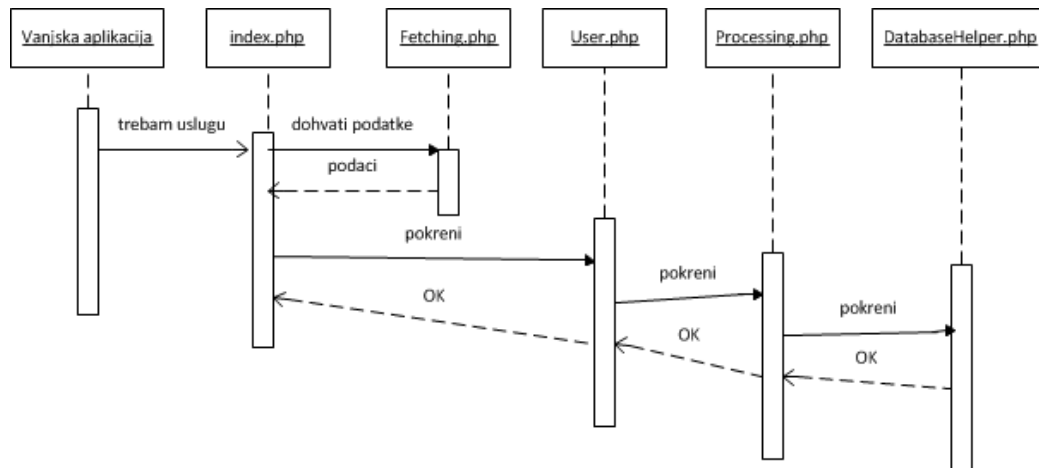 Vanjska aplikacija
index.php
Fetching.php
User.php
Processing.php
DatabaseHelper.php
trebam uslugu
dohvati podatke
podaci
pokreni
pokreni
OK
pokreni
OK
OK